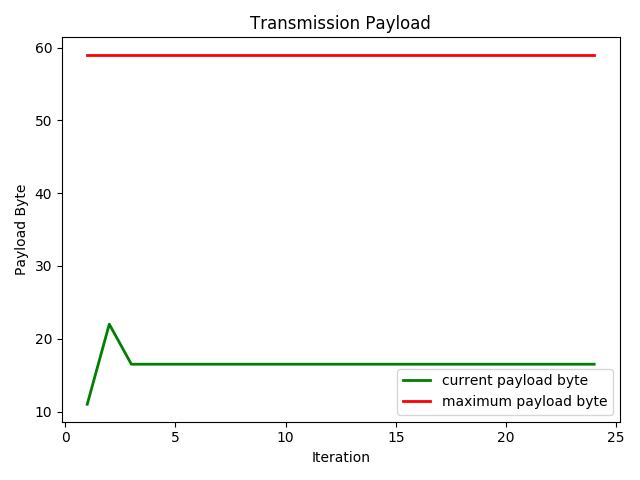 Transmission Payload
60
50
40
30
20
10
Payload Byte
0
5
10
15
20
25
Iteration
current payload byte
maximum payload byte